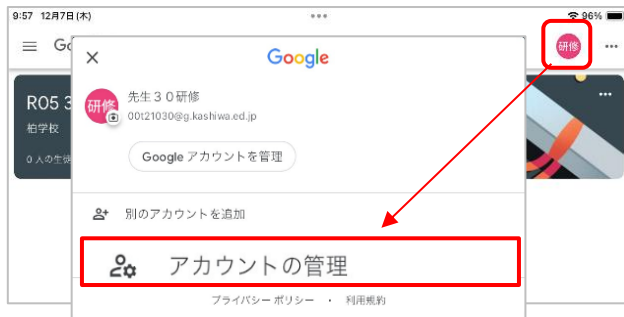 9:57 12月7日(木)
96%
研修
Google
R05 3
柏学校
0 人の生徒
研修
先生３０研修
00t21030@g.kashiwa.ed.jp
Google アカウントを管理
別のアカウントを追加
アカウントの管理
プライバシー ポリシー ・ 利用規約